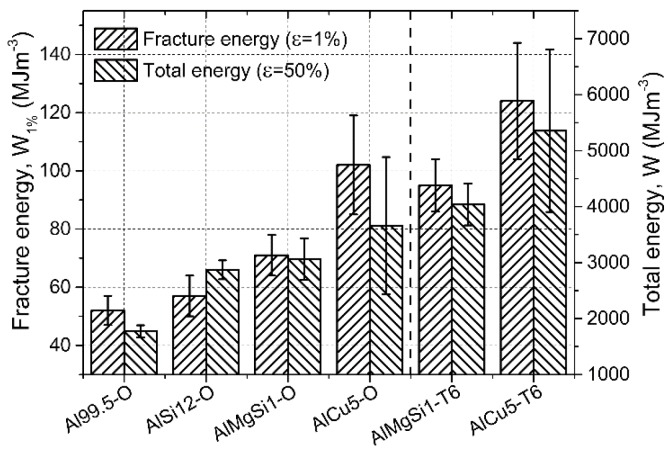 Fracture energy (ε=1%)
Total energy (ε=50%)
Fracture energy, W1% (MJm-3)
140
120
100
80
60
40
Total energy, W (MJm-3)
7000
6000
5000
4000
3000
2000
1000
Al99.5-O
AlSi12-O
AlMgSi1-O
AlCu5-O
AlMgSi1-T6
AlCu5-T6